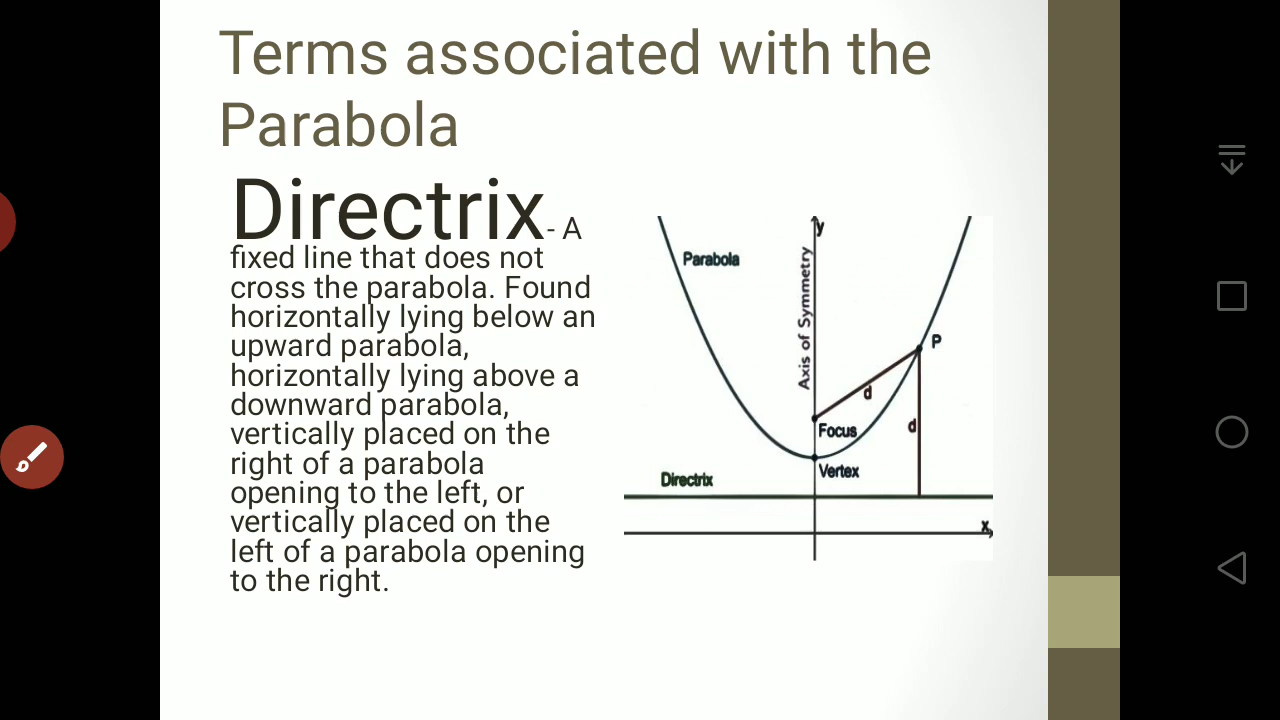 Terms associated with the
Parabola
Directrix- A
fixed line that does not
cross the parabola. Found
horizontally lying below an
upward parabola,
horizontally lying above a
downward parabola,
vertically placed on the
right of a parabola
opening to the left, or
vertically placed on the
left of a parabola opening
to the right.
y
Parabola
Axis of Symmetry
P
d
d
Focus
Vertex
Directrix
x